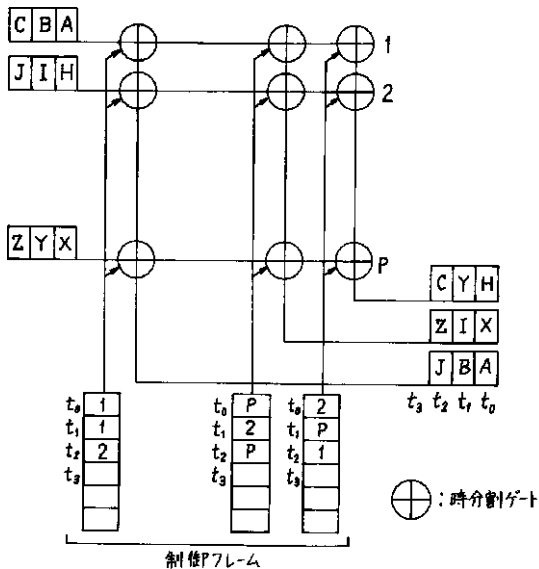 C B A
1
J I H
2
Z Y X
P
C Y H
Z I X
J B A
t₃ t₂ t₁ t₀
t₀ 1
t₁ 1
t₂ 2
t₃
t₀ P
t₁ 2
t₂ P
t₃
t₀ 2
t₁ P
t₂ 1
t₃
：時分割ゲート
制御Pフレーム